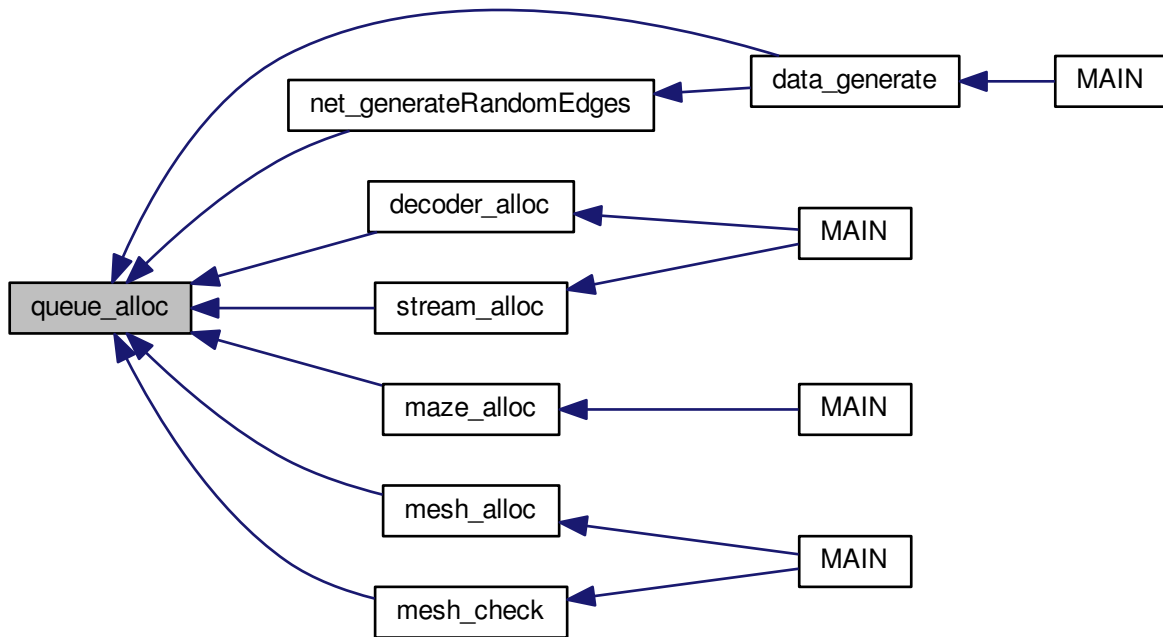 data_generate
MAIN
net_generateRandomEdges
decoder_alloc
MAIN
queue_alloc
stream_alloc
maze_alloc
MAIN
mesh_alloc
MAIN
mesh_check